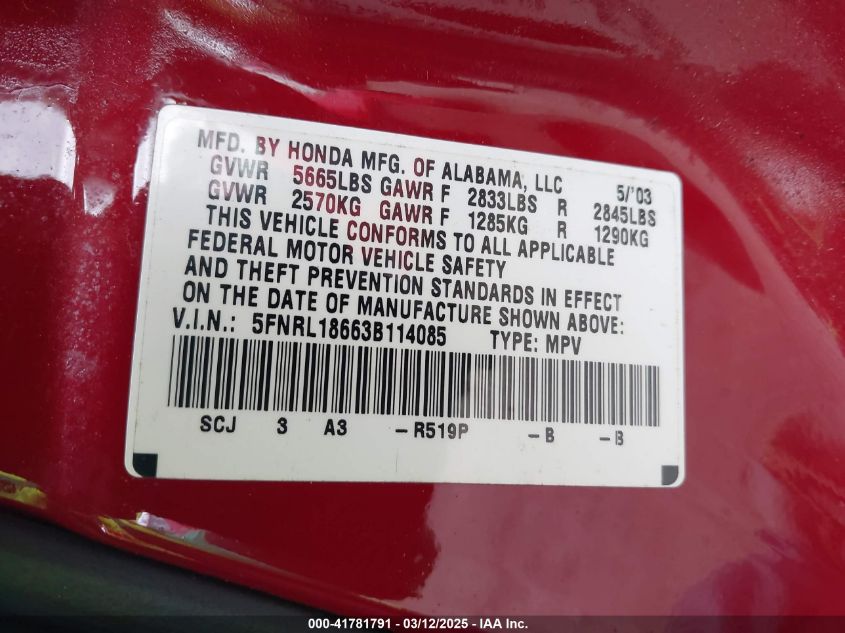 MFD. BY HONDA MFG. OF ALABAMA, LLC 5/'03
GVWR 5665LBS GAWR F 2833LBS R 2845LBS
GVWR 2570KG GAWR F 1285KG R 1290KG
THIS VEHICLE CONFORMS TO ALL APPLICABLE
FEDERAL MOTOR VEHICLE SAFETY
AND THEFT PREVENTION STANDARDS IN EFFECT
ON THE DATE OF MANUFACTURE SHOWN ABOVE:
V.I.N.: 5FNRL18663B114085 TYPE: MPV
SCJ 3 A3 –R519P –B –B
000-41781791 - 03/12/2025 - IAA Inc.